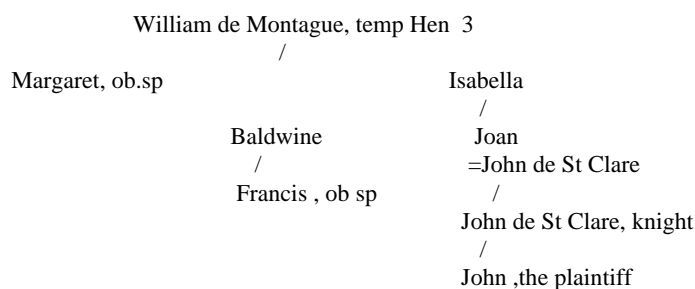 William de Montague, temp Hen 3
/
Margaret, ob.sp Isabella
/
Baldwine Joan
/ =John de St Clare
Francis , ob sp /
John de St Clare, knight
/
John ,the plaintiff